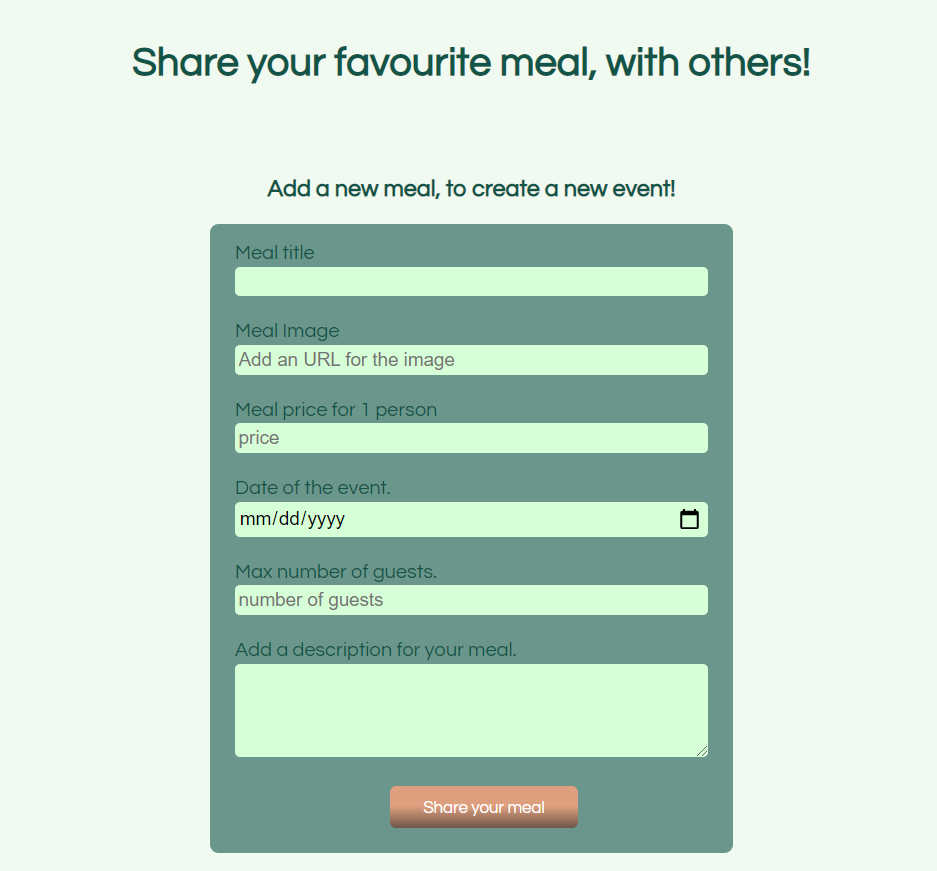 Share your favourite meal, with others!
Add a new meal, to create a new event!
Meal title
Meal Image
Add an URL for the image
Meal price for 1 person
price
Date of the event.
mm/dd/yyyy
Max number of guests.
number of guests
Add a description for your meal.
Share your meal